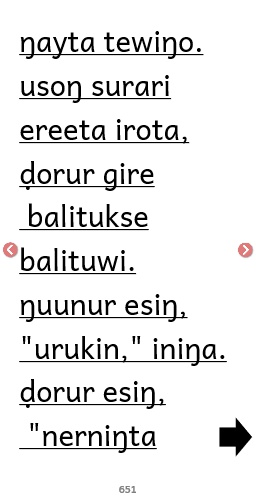 ŋayta tewiŋo.
usoŋ surari
ereeta irota,
ḍorur gire
balitukse
balituwi.
ŋuunur esiŋ,
"urukin," iniŋa.
ḍorur esiŋ,
"nerniŋta
651